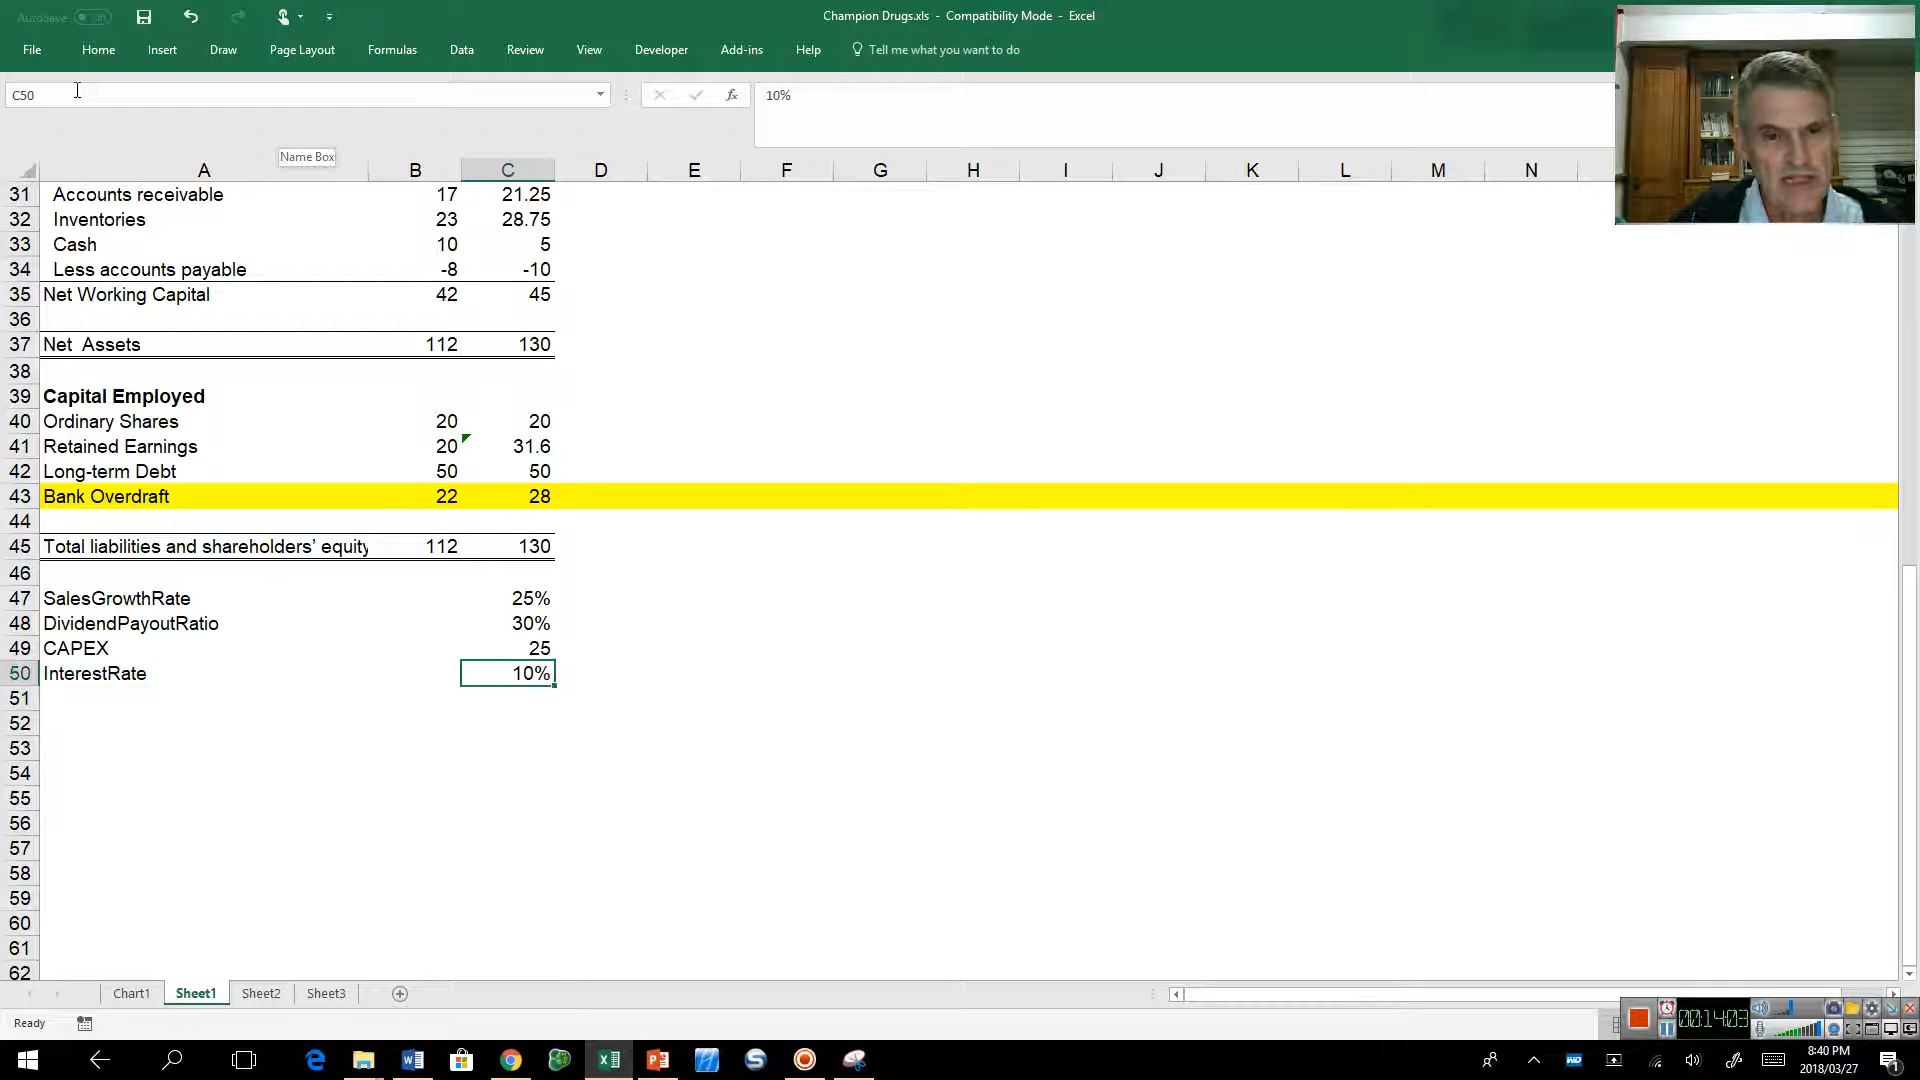 AutoSave
Champion Drugs.xls - Compatibility Mode - Excel
File Home Insert Draw Page Layout Formulas Data Review View Developer Add-ins Help Tell me what you want to do
C50 fx 10%
Name Box
A B C D E F G H I J K L M N
31 Accounts receivable 17 21.25
32 Inventories 23 28.75
33 Cash 10 5
34 Less accounts payable -8 -10
35 Net Working Capital 42 45
36
37 Net Assets 112 130
38
39 Capital Employed
40 Ordinary Shares 20 20
41 Retained Earnings 20 31.6
42 Long-term Debt 50 50
43 Bank Overdraft 22 28
44
45 Total liabilities and shareholders’ equity 112 130
46
47 SalesGrowthRate 25%
48 DividendPayoutRatio 30%
49 CAPEX 25
50 InterestRate 10%
51
52
53
54
55
56
57
58
59
60
61
62
Chart1 Sheet1 Sheet2 Sheet3
Ready
00:14:03
8:40 PM
2018/03/27